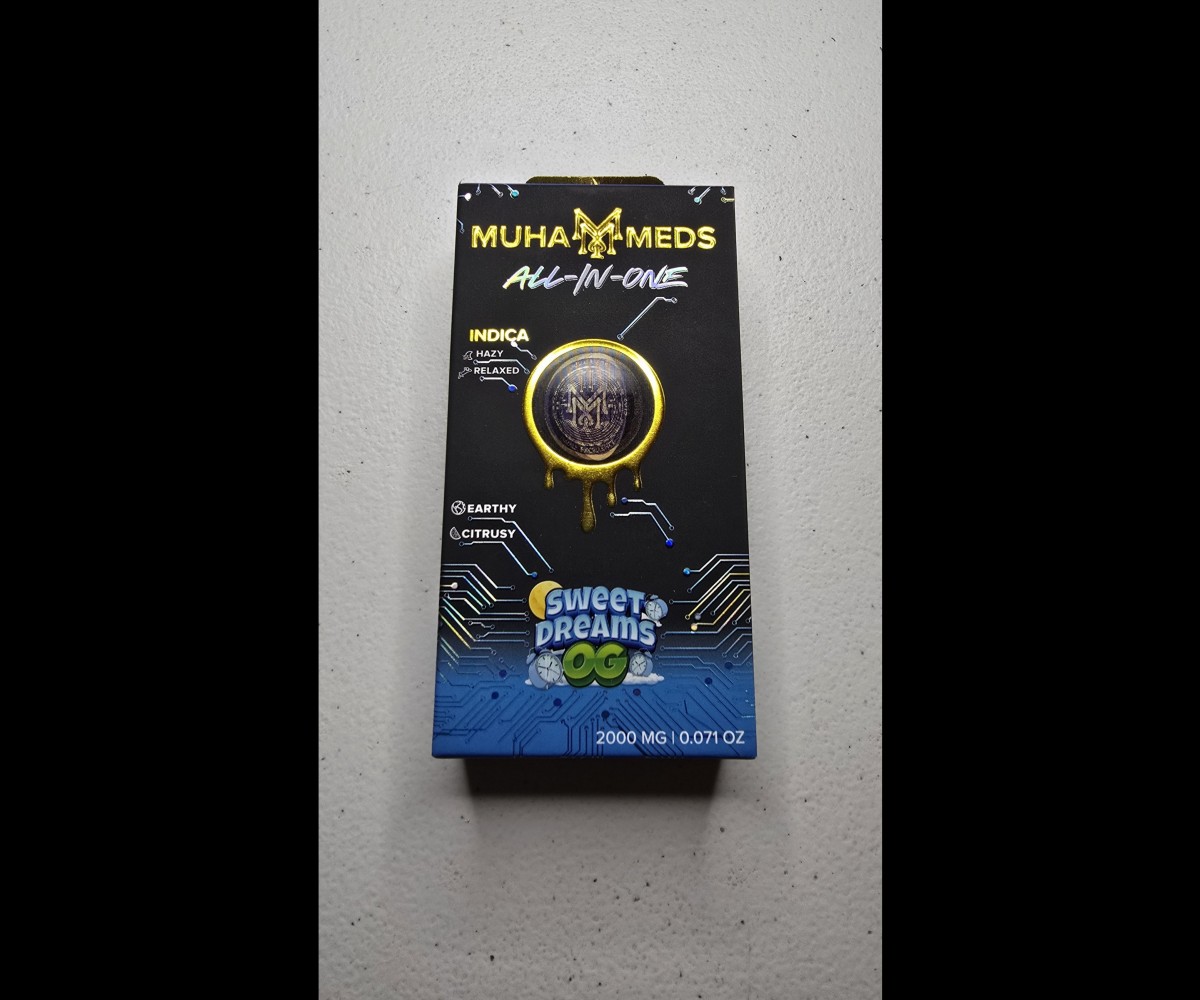 MUHA MEDS
ALL-IN-ONE
INDICA
HAZY
RELAXED
EARTHY
CITRUSY
SWEET
DREAMS
OG
2000 MG | 0.071 OZ